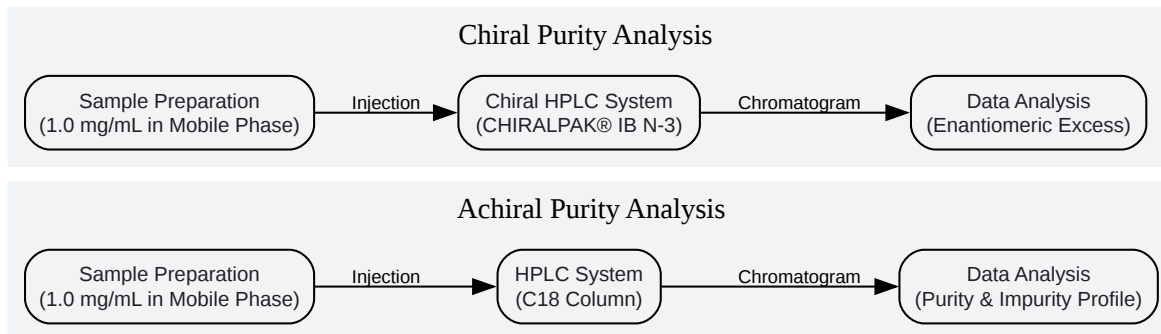 Chiral Purity Analysis
Sample Preparation
(1.0 mg/mL in Mobile Phase)
Injection
Chiral HPLC System
(CHIRALPAK® IB N-3)
Chromatogram
Data Analysis
(Enantiomeric Excess)
Achiral Purity Analysis
Sample Preparation
(1.0 mg/mL in Mobile Phase)
Injection
HPLC System
(C18 Column)
Chromatogram
Data Analysis
(Purity & Impurity Profile)